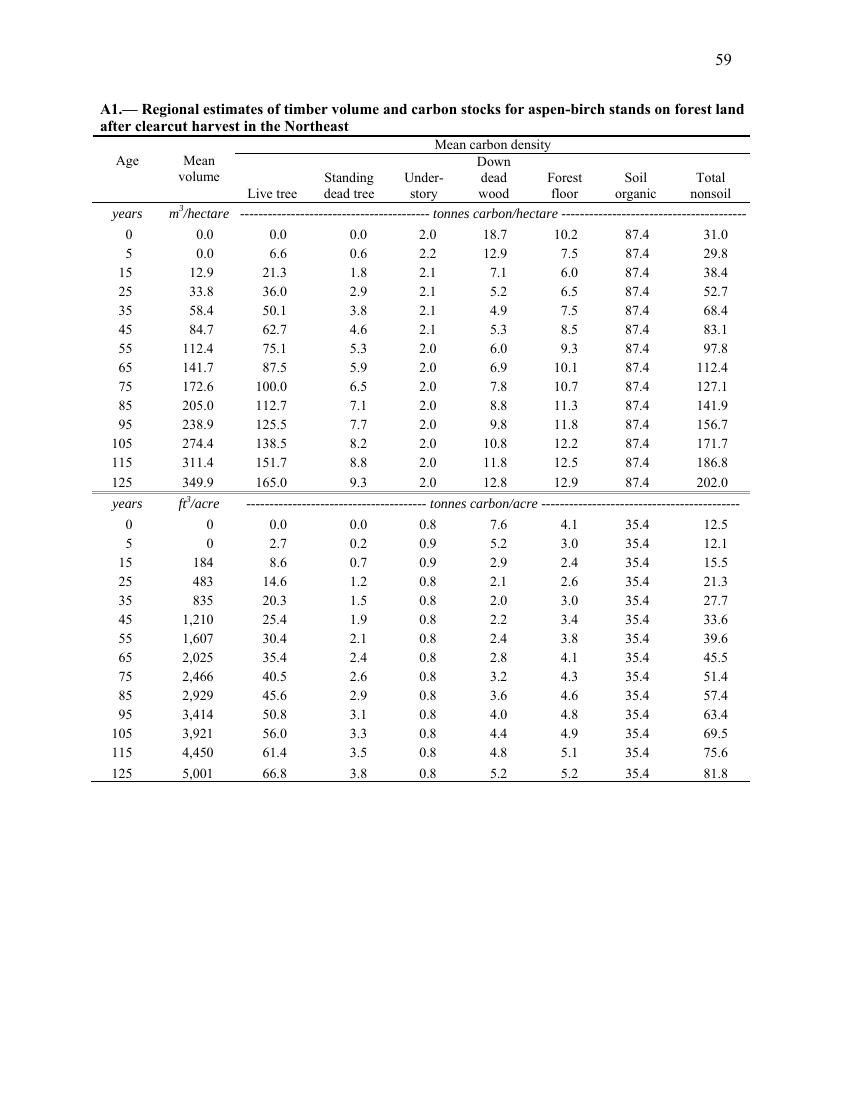 59
A1.— Regional estimates of timber volume and carbon stocks for aspen-birch stands on forest land
after clearcut harvest in the Northeast
Mean carbon density
Age Mean volume Live tree Standing dead tree Under-story Down dead wood Forest floor Soil organic Total nonsoil
years m³/hectare ----------------------------------------- tonnes carbon/hectare ----------------------------------------
0 0.0 0.0 0.0 2.0 18.7 10.2 87.4 31.0
5 0.0 6.6 0.6 2.2 12.9 7.5 87.4 29.8
15 12.9 21.3 1.8 2.1 7.1 6.0 87.4 38.4
25 33.8 36.0 2.9 2.1 5.2 6.5 87.4 52.7
35 58.4 50.1 3.8 2.1 4.9 7.5 87.4 68.4
45 84.7 62.7 4.6 2.1 5.3 8.5 87.4 83.1
55 112.4 75.1 5.3 2.0 6.0 9.3 87.4 97.8
65 141.7 87.5 5.9 2.0 6.9 10.1 87.4 112.4
75 172.6 100.0 6.5 2.0 7.8 10.7 87.4 127.1
85 205.0 112.7 7.1 2.0 8.8 11.3 87.4 141.9
95 238.9 125.5 7.7 2.0 9.8 11.8 87.4 156.7
105 274.4 138.5 8.2 2.0 10.8 12.2 87.4 171.7
115 311.4 151.7 8.8 2.0 11.8 12.5 87.4 186.8
125 349.9 165.0 9.3 2.0 12.8 12.9 87.4 202.0
years ft³/acre --------------------------------------- tonnes carbon/acre -------------------------------------------
0 0 0.0 0.0 0.8 7.6 4.1 35.4 12.5
5 0 2.7 0.2 0.9 5.2 3.0 35.4 12.1
15 184 8.6 0.7 0.9 2.9 2.4 35.4 15.5
25 483 14.6 1.2 0.8 2.1 2.6 35.4 21.3
35 835 20.3 1.5 0.8 2.0 3.0 35.4 27.7
45 1,210 25.4 1.9 0.8 2.2 3.4 35.4 33.6
55 1,607 30.4 2.1 0.8 2.4 3.8 35.4 39.6
65 2,025 35.4 2.4 0.8 2.8 4.1 35.4 45.5
75 2,466 40.5 2.6 0.8 3.2 4.3 35.4 51.4
85 2,929 45.6 2.9 0.8 3.6 4.6 35.4 57.4
95 3,414 50.8 3.1 0.8 4.0 4.8 35.4 63.4
105 3,921 56.0 3.3 0.8 4.4 4.9 35.4 69.5
115 4,450 61.4 3.5 0.8 4.8 5.1 35.4 75.6
125 5,001 66.8 3.8 0.8 5.2 5.2 35.4 81.8